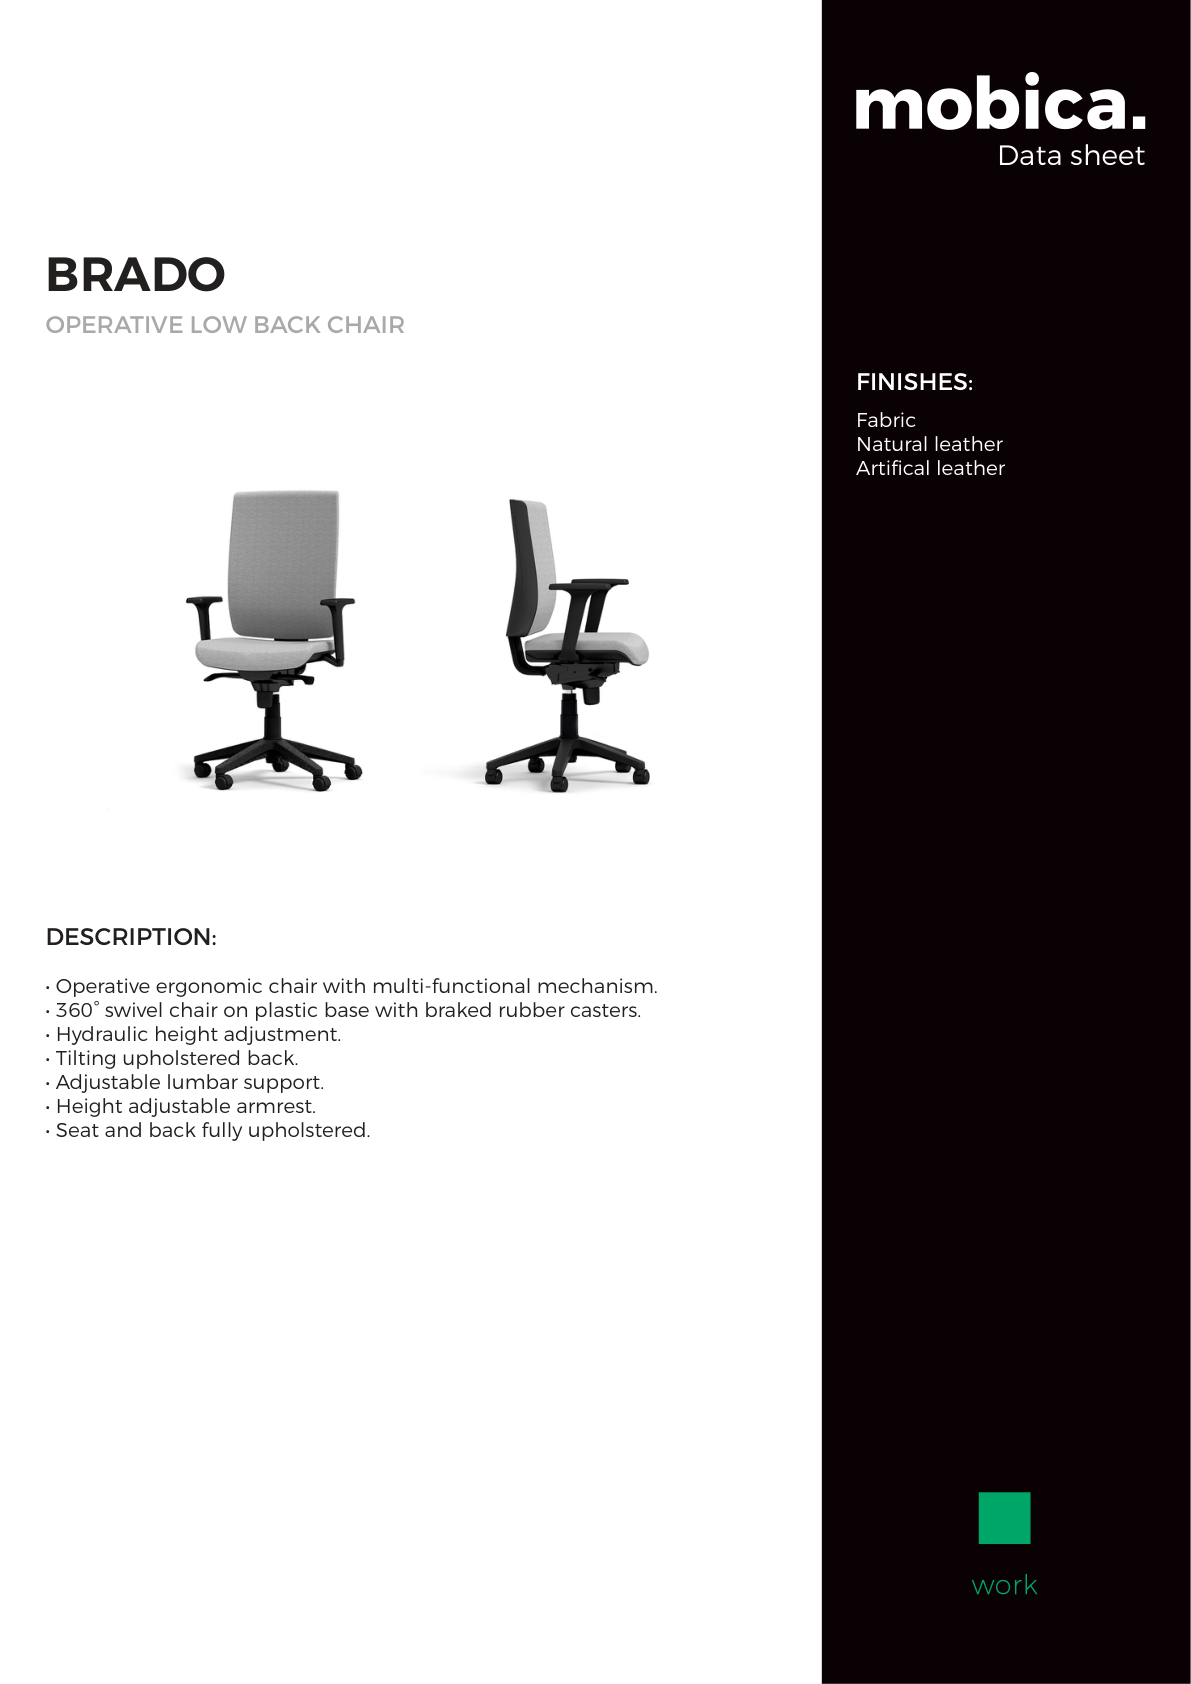 mobica.
Data sheet
BRADO
OPERATIVE LOW BACK CHAIR
FINISHES:
Fabric
Natural leather
Artifical leather
DESCRIPTION:
• Operative ergonomic chair with multi-functional mechanism.
• 360° swivel chair on plastic base with braked rubber casters.
• Hydraulic height adjustment.
• Tilting upholstered back.
• Adjustable lumbar support.
• Height adjustable armrest.
• Seat and back fully upholstered.
work